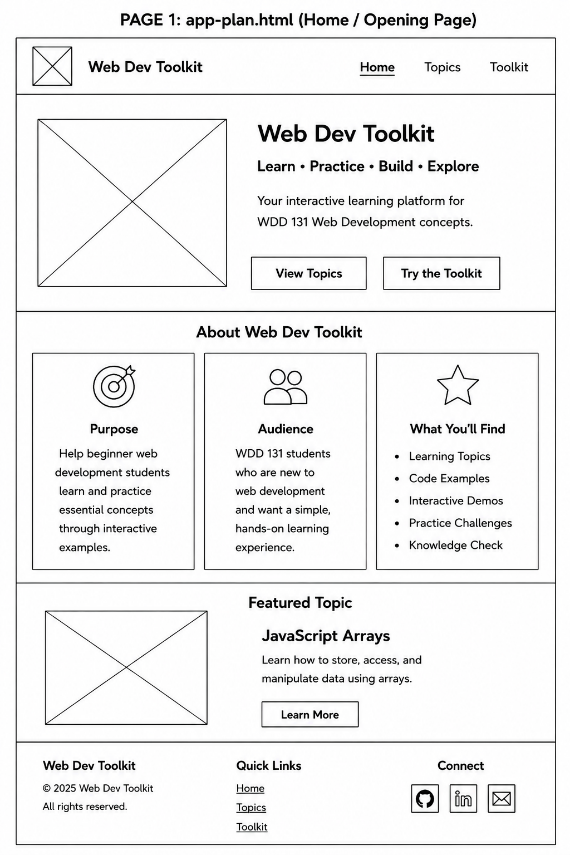 PAGE 1: app-plan.html (Home / Opening Page)
Web Dev Toolkit
Home
Topics
Toolkit
Web Dev Toolkit
Learn • Practice • Build • Explore
Your interactive learning platform for
WDD 131 Web Development concepts.
View Topics
Try the Toolkit
About Web Dev Toolkit
Purpose
Help beginner web
development students
learn and practice
essential concepts
through interactive
examples.
Audience
WDD 131 students
who are new to
web development
and want a simple,
hands-on learning
experience.
What You'll Find
• Learning Topics
• Code Examples
• Interactive Demos
• Practice Challenges
• Knowledge Check
Featured Topic
JavaScript Arrays
Learn how to store, access, and
manipulate data using arrays.
Learn More
Web Dev Toolkit
© 2025 Web Dev Toolkit
All rights reserved.
Quick Links
Home
Topics
Toolkit
Connect
in